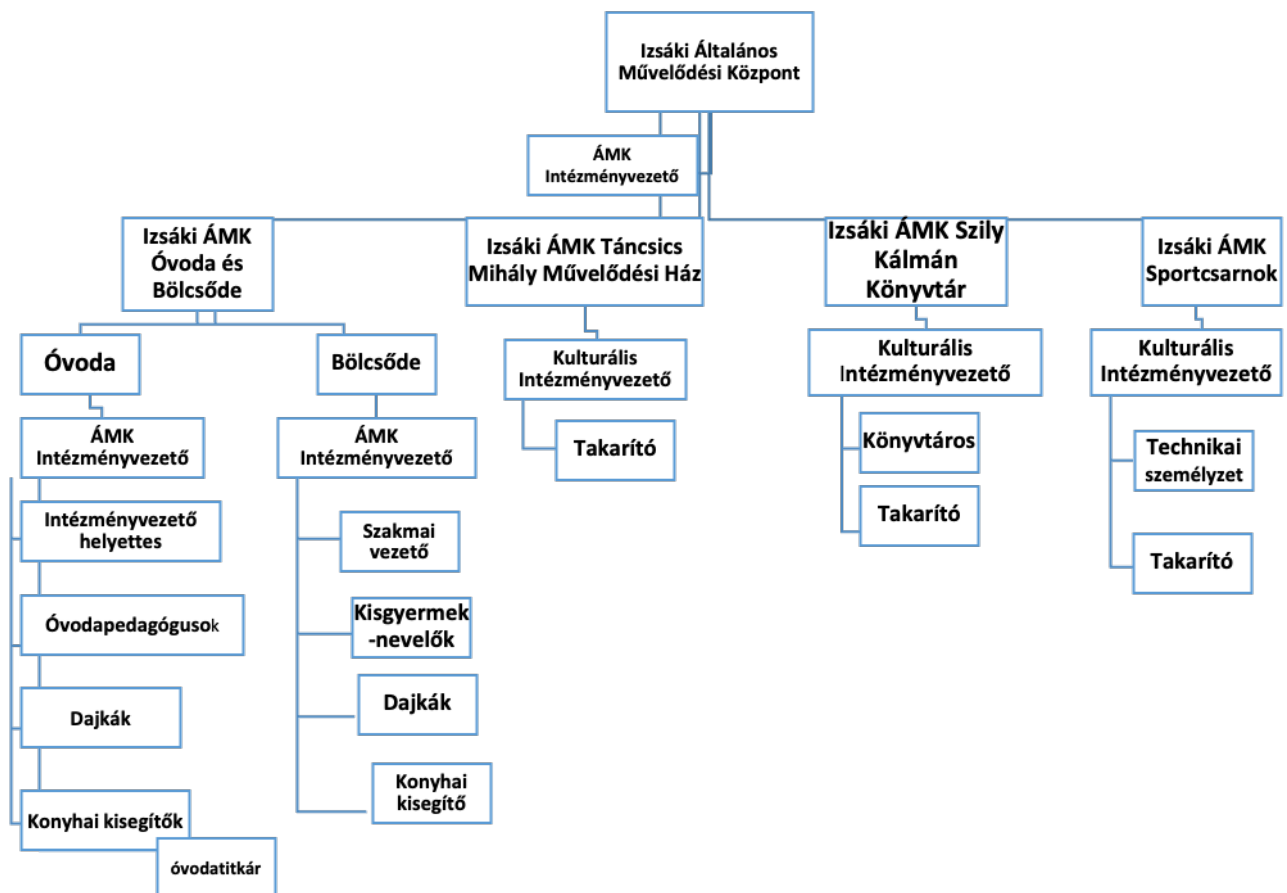 Izsáki Általános
Művelődési Központ
ÁMK
Intézményvezető
Izsáki ÁMK
Óvoda és
Bölcsőde
Izsáki ÁMK Táncsics
Mihály Művelődési Ház
Izsáki ÁMK Szily
Kálmán
Könyvtár
Izsáki ÁMK
Sportcsarnok
Óvoda
Bölcsőde
Kulturális
Intézményvezető
Kulturális
Intézményvezető
Kulturális
Intézményvezető
ÁMK
Intézményvezető
ÁMK
Intézményvezető
Takarító
Könyvtáros
Technikai
személyzet
Intézményvezető
helyettes
Szakmai
vezető
Takarító
Takarító
Óvodapedagógusok
Kisgyermek
-nevelők
Dajkák
Dajkák
Konyhai kisegítők
Konyhai
kisegítő
óvodatitkár